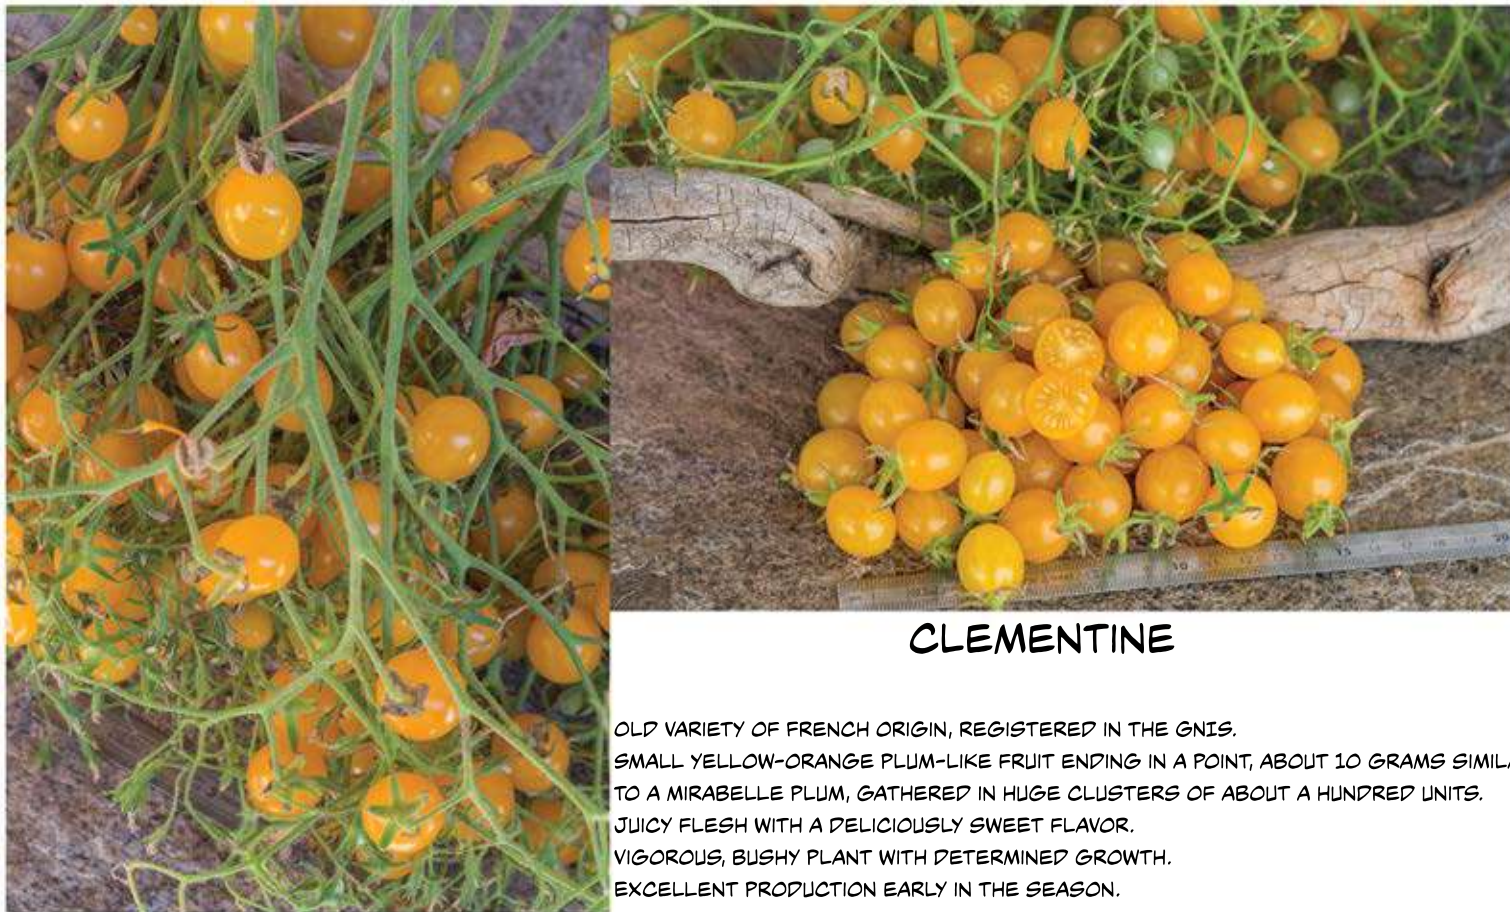 15
10
CLEMENTINE
OLD VARIETY OF FRENCH ORIGIN, REGISTERED IN THE GNIS.
SMALL YELLOW-ORANGE PLUM-LIKE FRUIT ENDING IN A POINT, ABOUT 10 GRAMS
TO A MIRABELLE PLUM, GATHERED IN HUGE CLUSTERS OF ABOUT A HUNDRED UNITS.
JUICY FLESH WITH A DELICIOUSLY SWEET FLAVOR.
VIGOROUS, BUSHY PLANT WITH DETERMINED GROWTH.
EXCELLENT PRODUCTION EARLY IN THE SEASON.